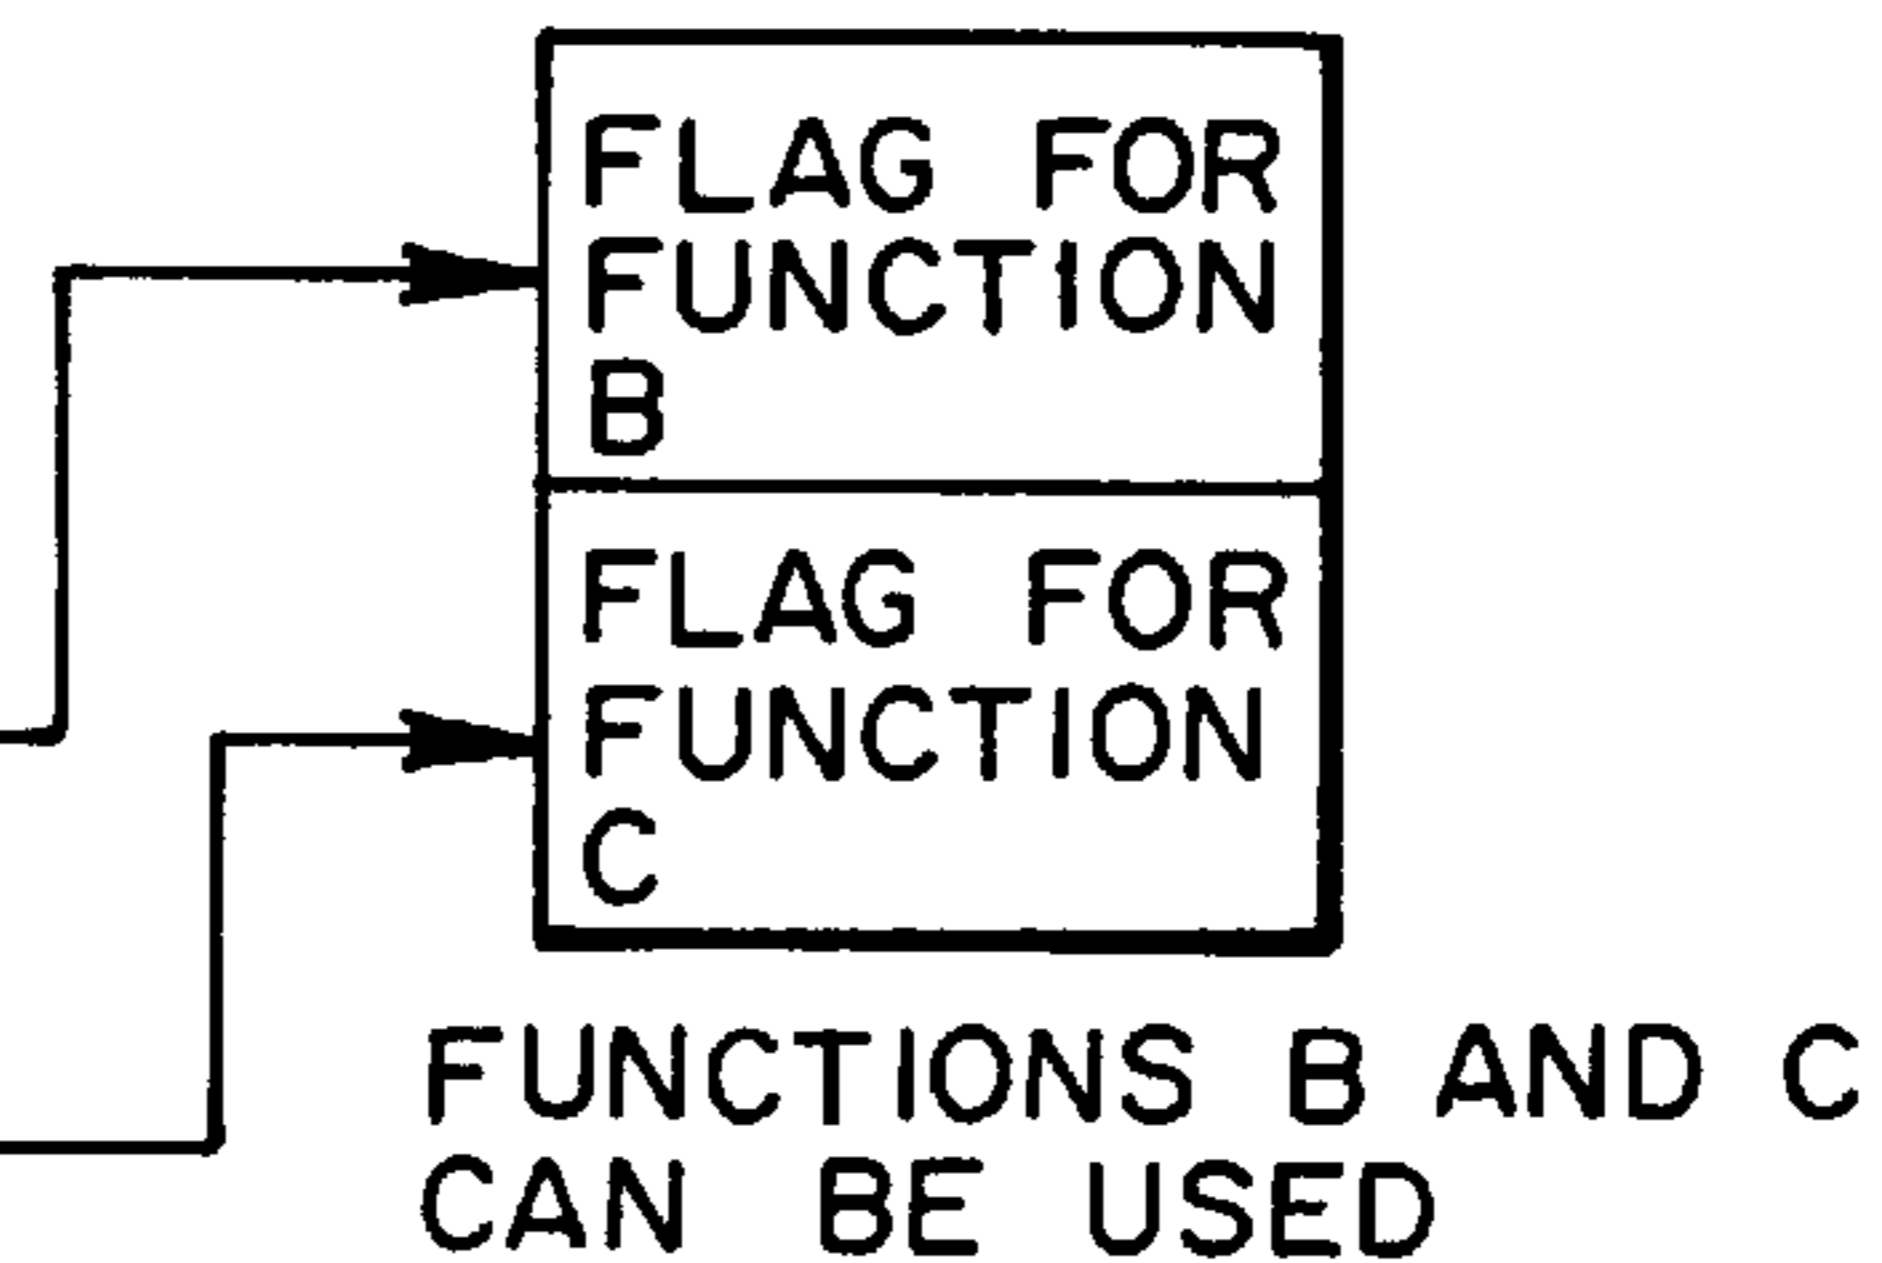 FLAG FOR
FUNCTION
B
FLAG FOR
FUNCTION
C
FUNCTIONS B AND C
CAN BE USED